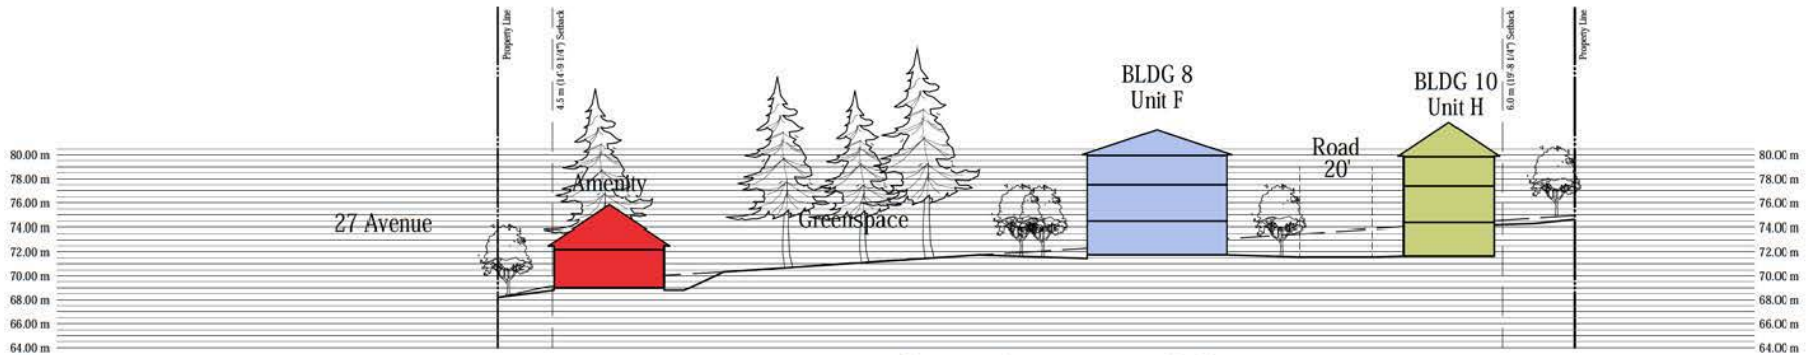 Property Line
4.5 m (14'-9 1/4") Setback
BLDG 8
Unit F
BLDG 10
Unit H
6.0 m (19'-8 1/4") Setback
Property Line
Road
20'
Amenity
Greenspace
27 Avenue
80.00 m
78.00 m
76.00 m
74.00 m
72.00 m
70.00 m
68.00 m
66.00 m
64.00 m
80.00 m
78.00 m
76.00 m
74.00 m
72.00 m
70.00 m
68.00 m
66.00 m
64.00 m